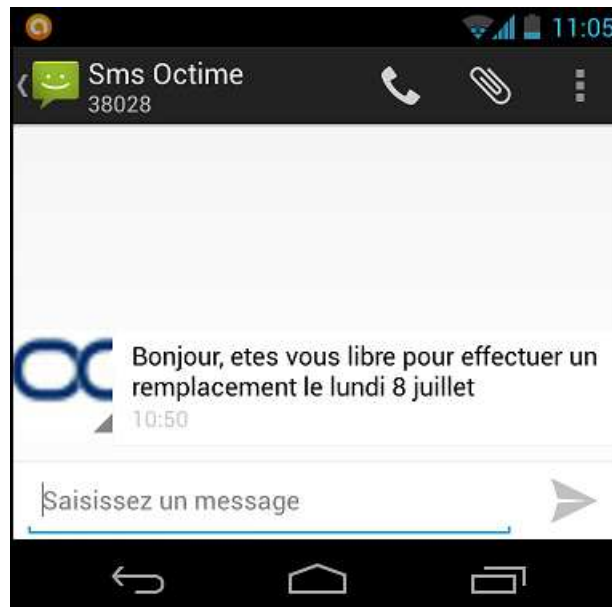 11:05
Sms Octime
38028
Bonjour, etes vous libre pour effectuer un
remplacement le lundi 8 juillet
10:50
Saisissez un message